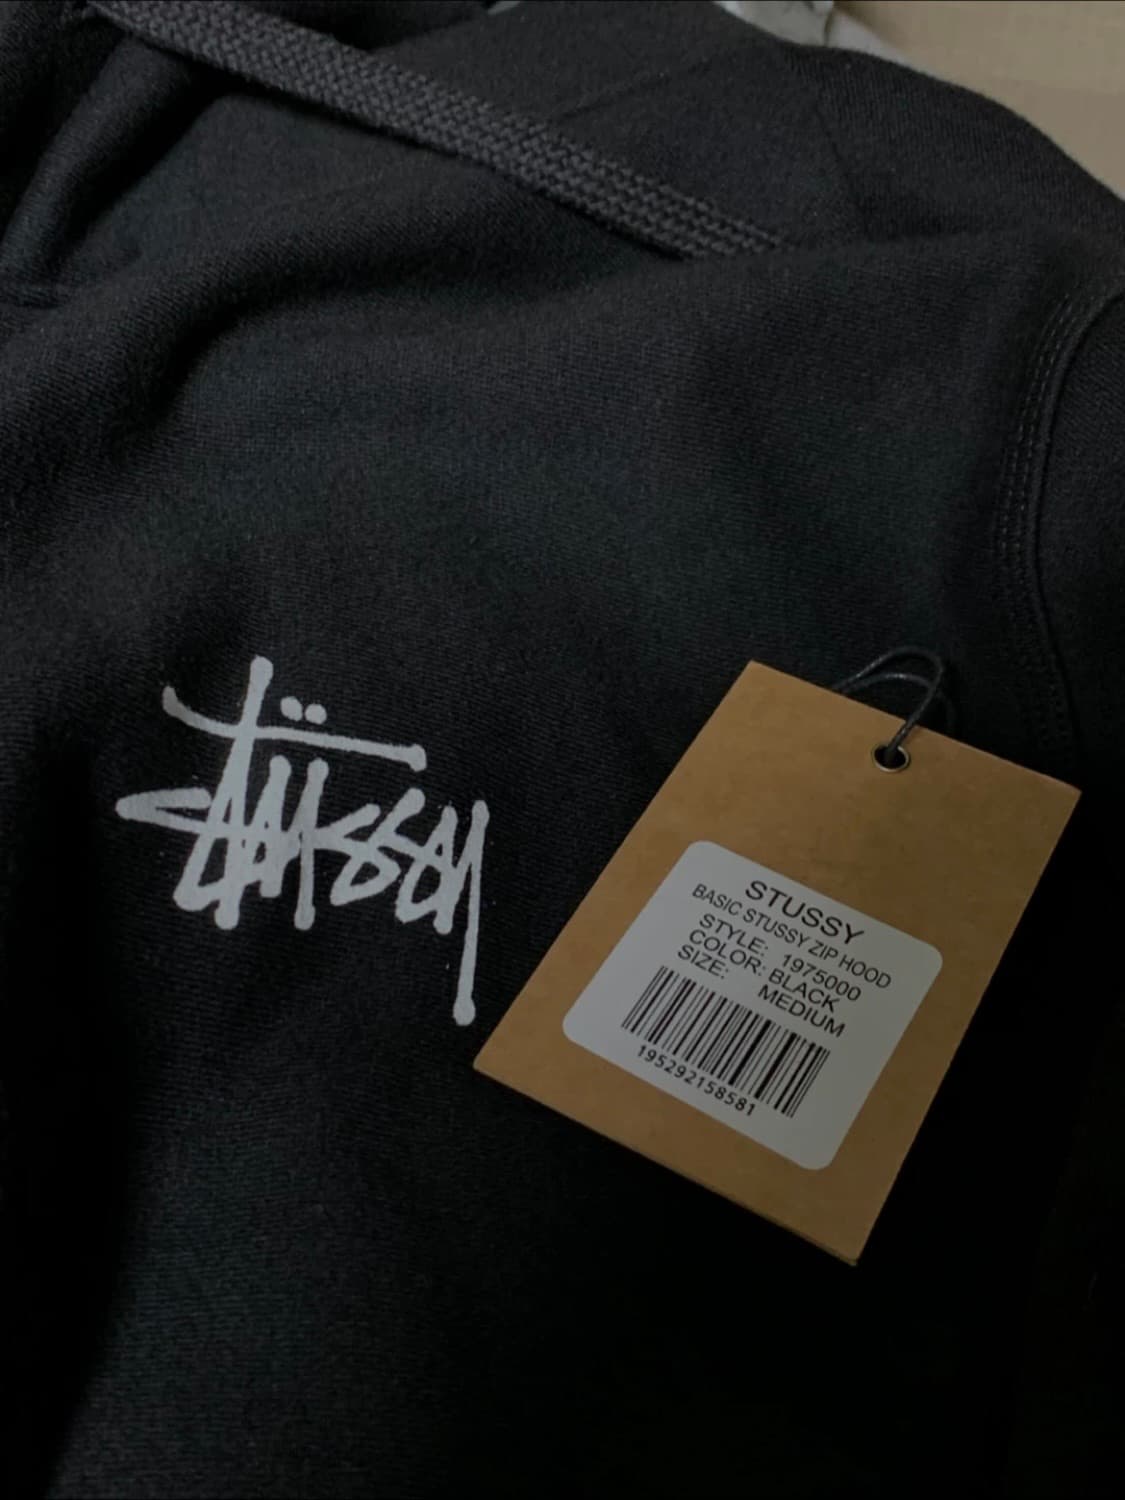 Stüssy
STUSSY
BASIC STUSSY ZIP HOOD
STYLE: 1975000
COLOR: BLACK
SIZE: MEDIUM
195292158581